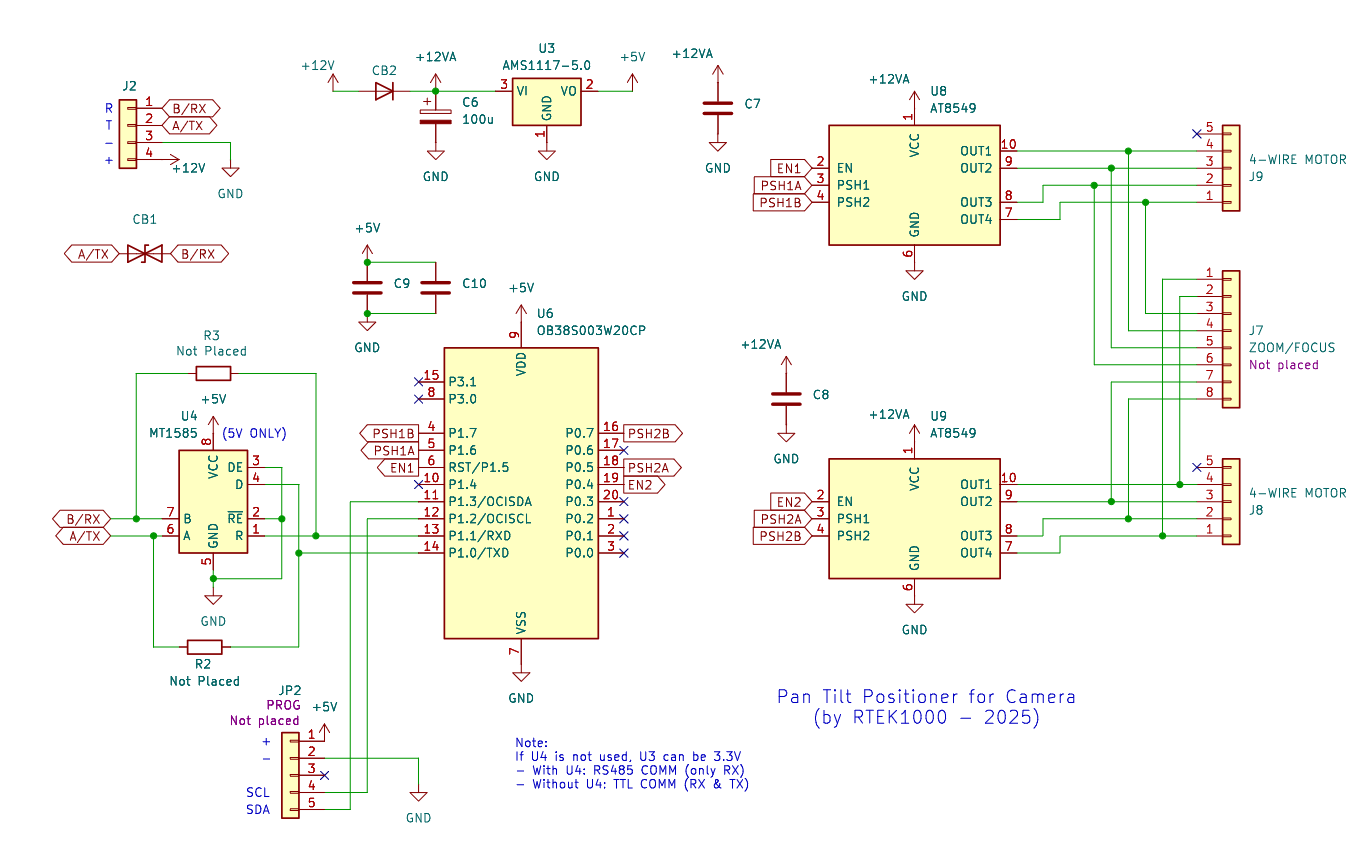 +12V
CB2
+12VA
U3
AMS1117-5.0
3
VI
VO
2
GND
1
GND
+5V
+
C6
100u
GND
+12VA
C7
GND
J2
R
1
B/RX
T
2
A/TX
-
3
+
4
+12V
GND
CB1
A/TX
B/RX
+12VA
U8
AT8549
1
VCC
EN1
2
EN
PSH1A
3
PSH1
PSH1B
4
PSH2
OUT1
10
OUT2
9
OUT3
8
OUT4
7
GND
6
GND
5
4
3
2
1
4-WIRE MOTOR
J9
+5V
C9
C10
GND
1
2
3
4
5
6
7
8
J7
ZOOM/FOCUS
Not placed
R3
Not Placed
+5V
U4
MT1585
(5V ONLY)
8
VCC
DE
3
D
4
RE
2
R
1
B/RX
7
B
A/TX
6
A
GND
5
GND
R2
Not Placed
+5V
U6
OB38S003W20CP
9
VDD
15
P3.1
8
P3.0
PSH1B
4
P1.7
PSH1A
5
P1.6
EN1
6
RST/P1.5
10
P1.4
11
P1.3/OCISDA
12
P1.2/OCISCL
13
P1.1/RXD
14
P1.0/TXD
P0.7
16
PSH2B
P0.6
17
P0.5
18
PSH2A
P0.4
19
EN2
P0.3
20
P0.2
1
P0.1
2
P0.0
3
VSS
7
GND
+12VA
C8
GND
+12VA
U9
AT8549
1
VCC
EN2
2
EN
PSH2A
3
PSH1
PSH2B
4
PSH2
OUT1
10
OUT2
9
OUT3
8
OUT4
7
GND
6
GND
5
4
3
2
1
4-WIRE MOTOR
J8
JP2
PROG
Not placed
+5V
+
1
-
2
3
SCL
4
SDA
5
GND
Pan Tilt Positioner for Camera
(by RTEK1000 - 2025)
Note:
If U4 is not used, U3 can be 3.3V
- With U4: RS485 COMM (only RX)
- Without U4: TTL COMM (RX & TX)